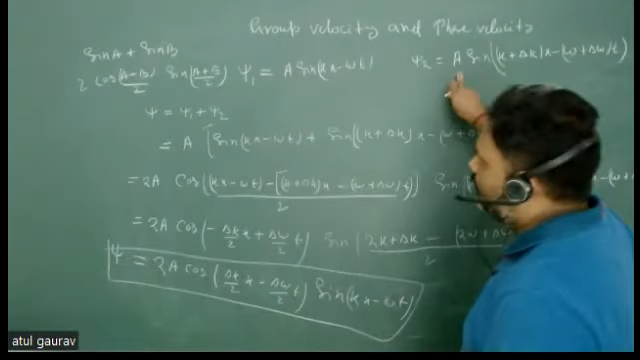 Group velocity and Phase velocity
SinA + SinB
2 Cos(A-B)/2 Sin(A+B)/2
ψ₁ = A Sin(kx-ωt)
ψ₂ = A Sin((k+Δk)x-(ω+Δω)t)
ψ = ψ₁ + ψ₂
= A [Sin(kx-ωt) + Sin((k+Δk)x-(ω+Δ
= 2A Cos((kx-ωt)-[(k+Δk)x-(ω+Δω)t])/2 Sin(
= 2A Cos(-Δk/2 x + Δω/2 t) Sin(2k+Δk - (2ω+Δω /2
ψ = 2A Cos(Δk/2 x - Δω/2 t) Sin(kx-ωt)
atul gaurav